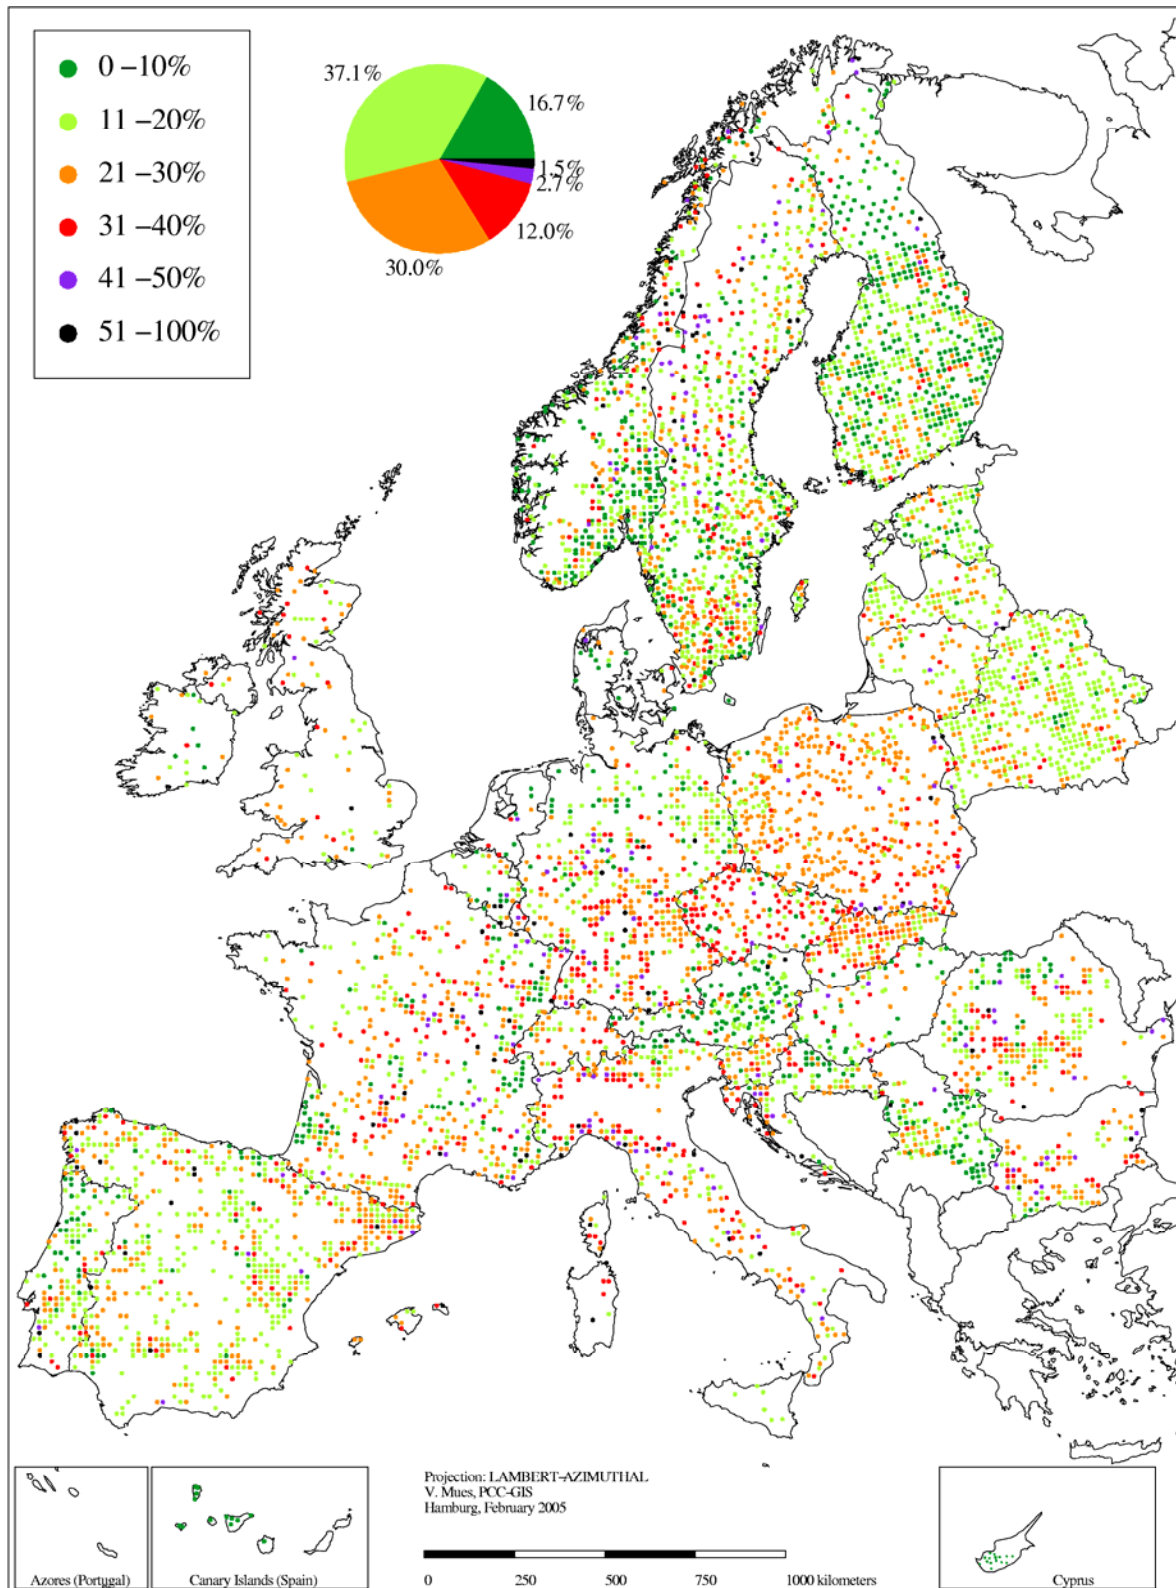 0 –10%
11 –20%
21 –30%
31 –40%
41 –50%
51 –100%
37.1%
16.7%
1.5%
2.7%
12.0%
30.0%
Projection: LAMBERT-AZIMUTHAL
V. Mues, PCC-GIS
Hamburg, February 2005
0 250 500 750 1000 kilometers
Azores (Portugal)
Canary Islands (Spain)
Cyprus